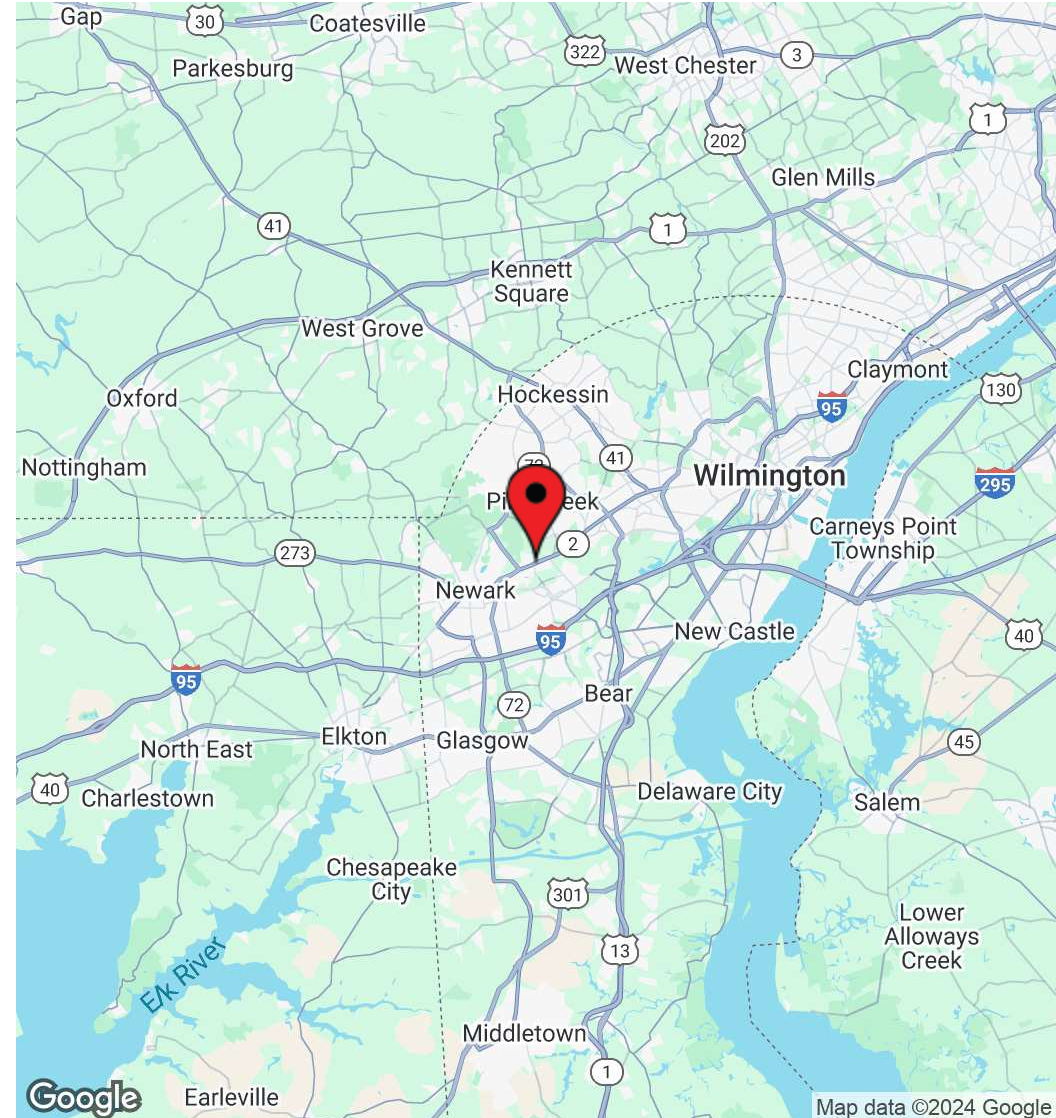 Gap
30
Coatesville
322
West Chester
3
Parkesburg
1
202
Glen Mills
41
1
Kennett
Square
West Grove
Claymont
Hockessin
130
Oxford
95
41
Nottingham
Wilmington
295
2
Carneys Point
Township
273
Newark
New Castle
40
95
95
Bear
72
Elkton
Glasgow
North East
45
40
Charlestown
Delaware City
Salem
Chesapeake
City
301
Lower
Alloways
Creek
13
Elk River
Middletown
1
Google
Earleville
Map data ©2024 Google